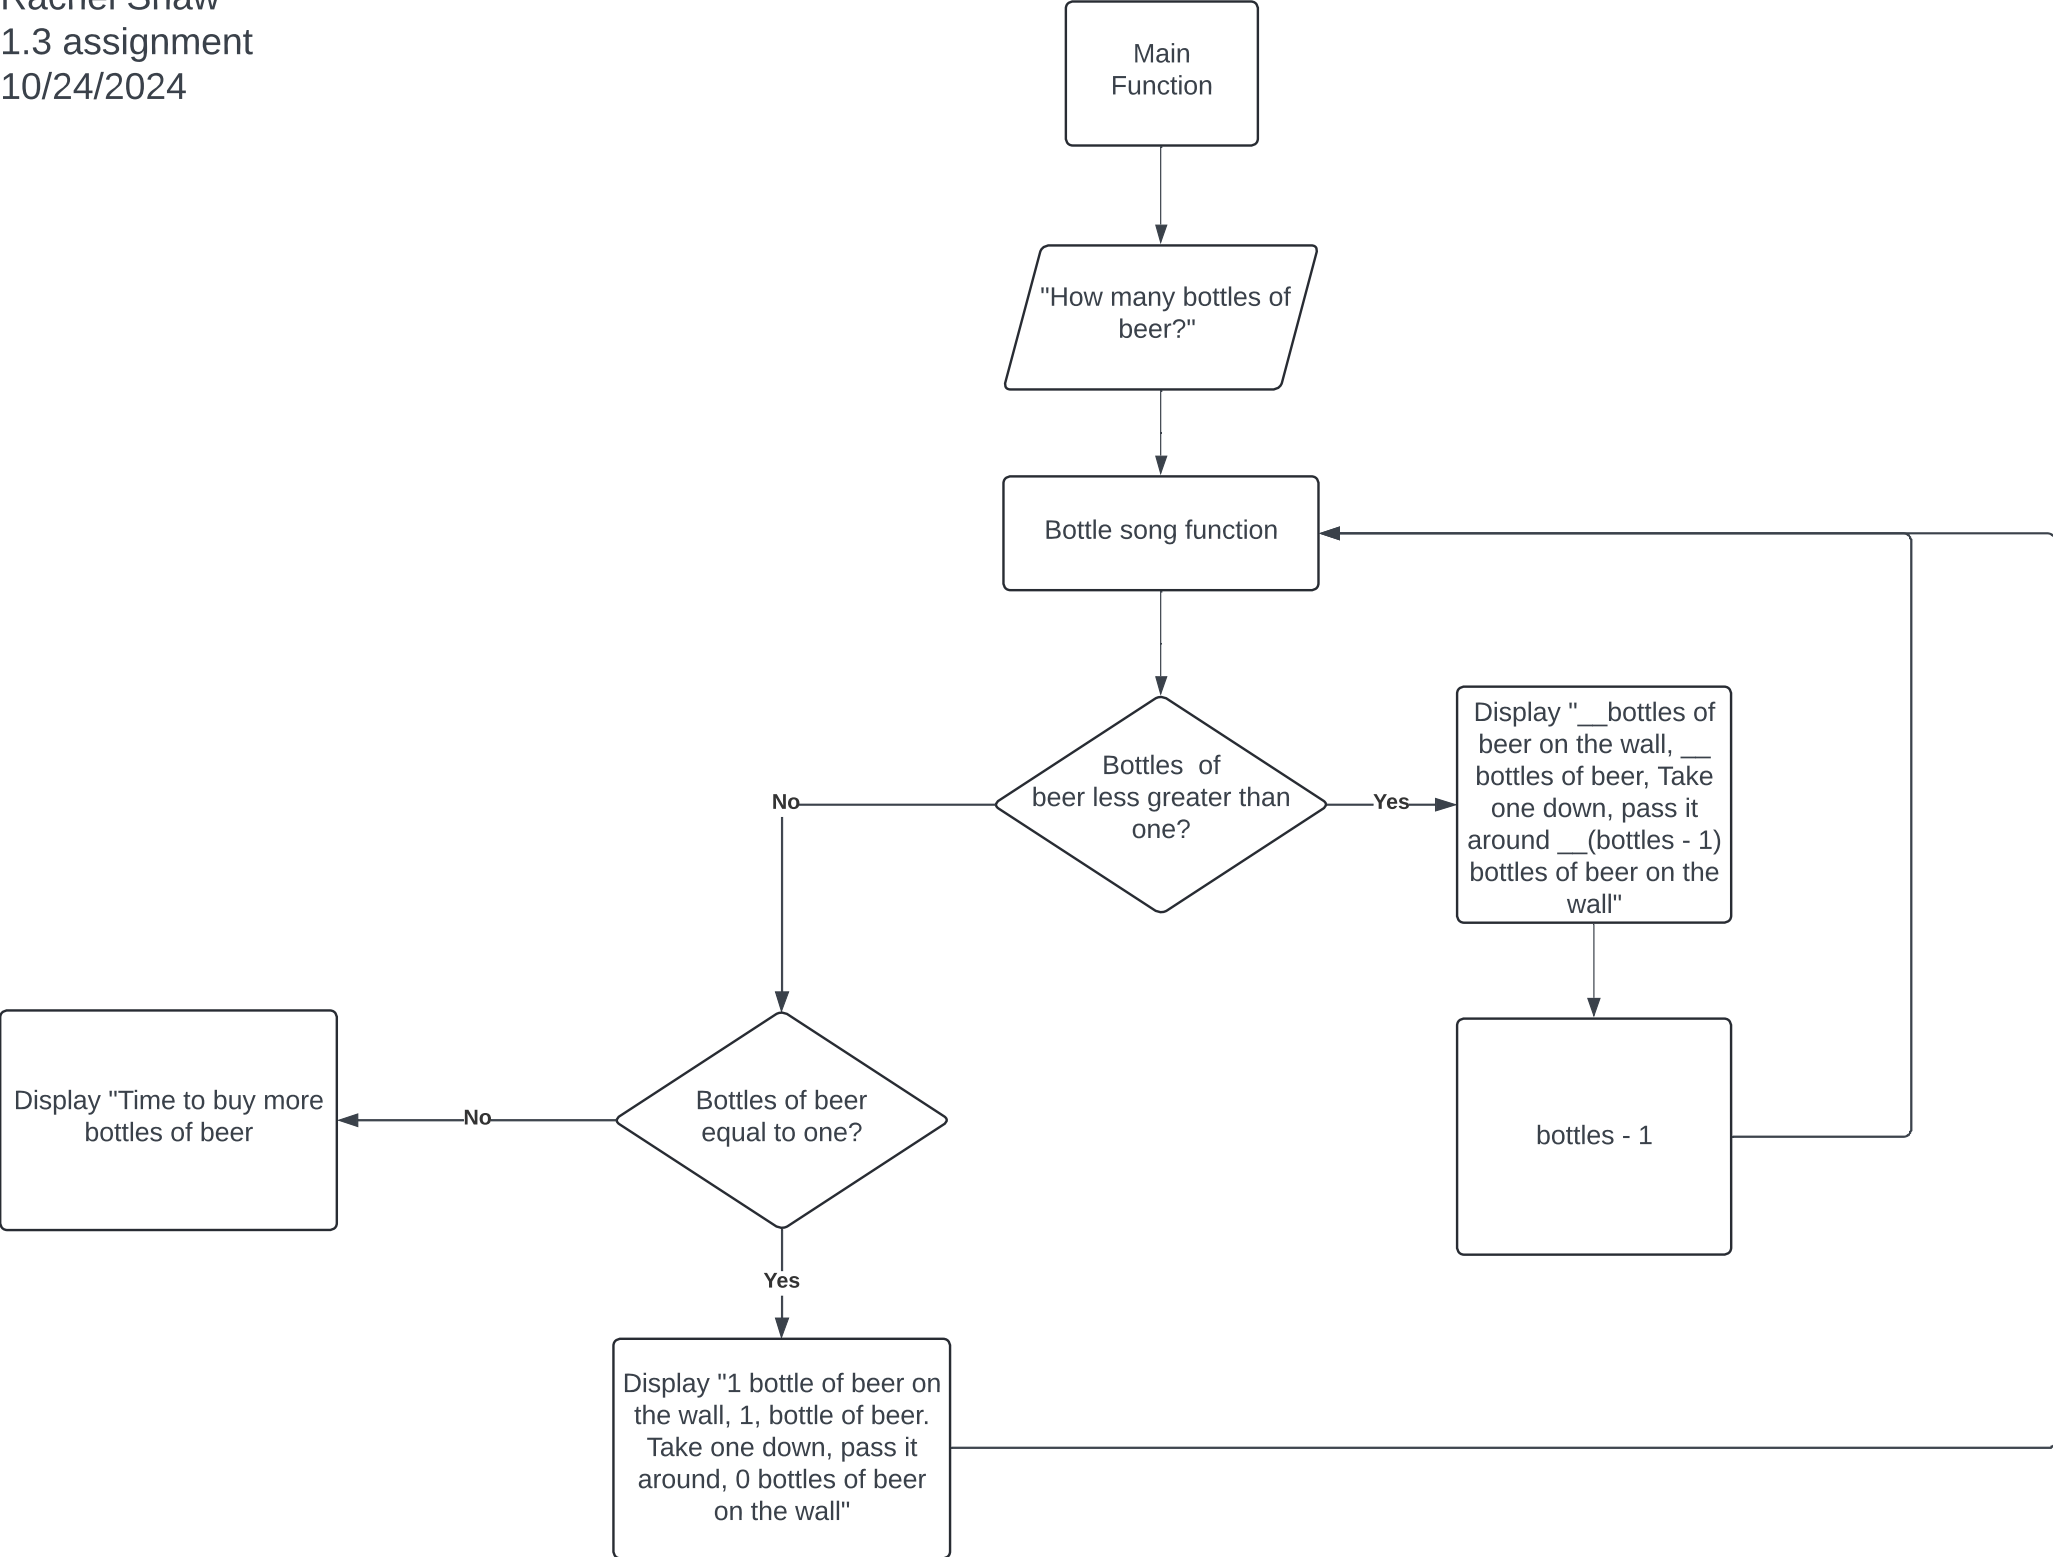 Rachel Shaw
1.3 assignment
10/24/2024
Main
Function
"How many bottles of
beer?"
Bottle song function
Bottles  of
beer less greater than
one?
No
Yes
Display "__bottles of
beer on the wall, __
bottles of beer, Take
one down, pass it
around __(bottles - 1)
bottles of beer on the
wall"
bottles - 1
Bottles of beer
equal to one?
No
Display "Time to buy more
bottles of beer
Yes
Display "1 bottle of beer on
the wall, 1, bottle of beer.
Take one down, pass it
around, 0 bottles of beer
on the wall"